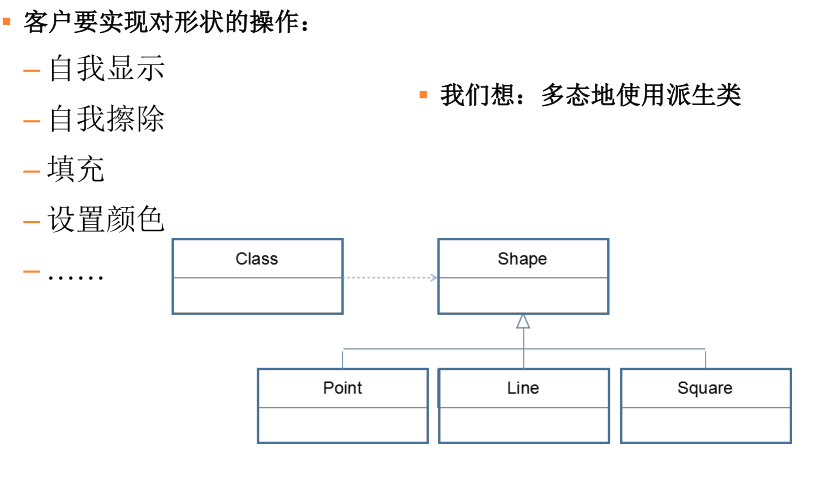 客户要实现对形状的操作：
–自我显示
–自我擦除
–填充
–设置颜色
–……
我们想：多态地使用派生类
Class
Shape
Point
Line
Square